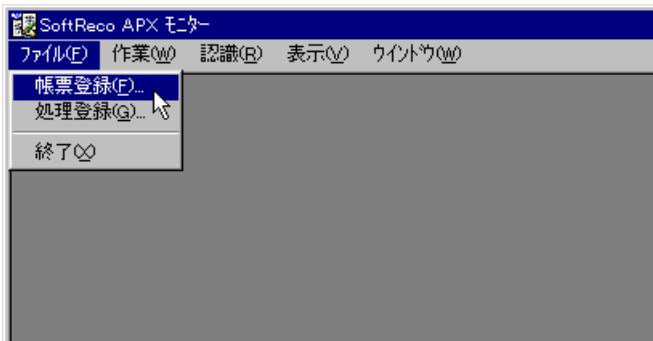 SoftReco APX ﾓﾆﾀｰ
ﾌｧｲﾙ(F) 作業(W) 認識(R) 表示(V) ｳｲﾝﾄﾞｳ(W)
帳票登録(F)...
処理登録(G)...
終了(X)